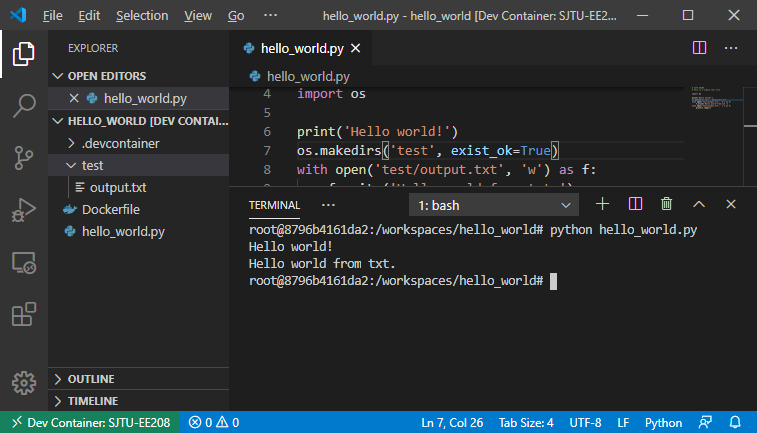 File Edit Selection View Go ··· hello_world.py - hello_world [Dev Container: SJTU-EE2...
EXPLORER
OPEN EDITORS
hello_world.py
HELLO_WORLD [DEV CONTAI...
.devcontainer
test
output.txt
Dockerfile
hello_world.py
OUTLINE
TIMELINE
hello_world.py
hello_world.py
4 import os
5
6 print('Hello world!')
7 os.makedirs('test', exist_ok=True)
8 with open('test/output.txt', 'w') as f:
TERMINAL ··· 1: bash
root@8796b4161da2:/workspaces/hello_world# python hello_world.py
Hello world!
Hello world from txt.
root@8796b4161da2:/workspaces/hello_world#
Dev Container: SJTU-EE208 0 0 Ln 7, Col 26 Tab Size: 4 UTF-8 LF Python